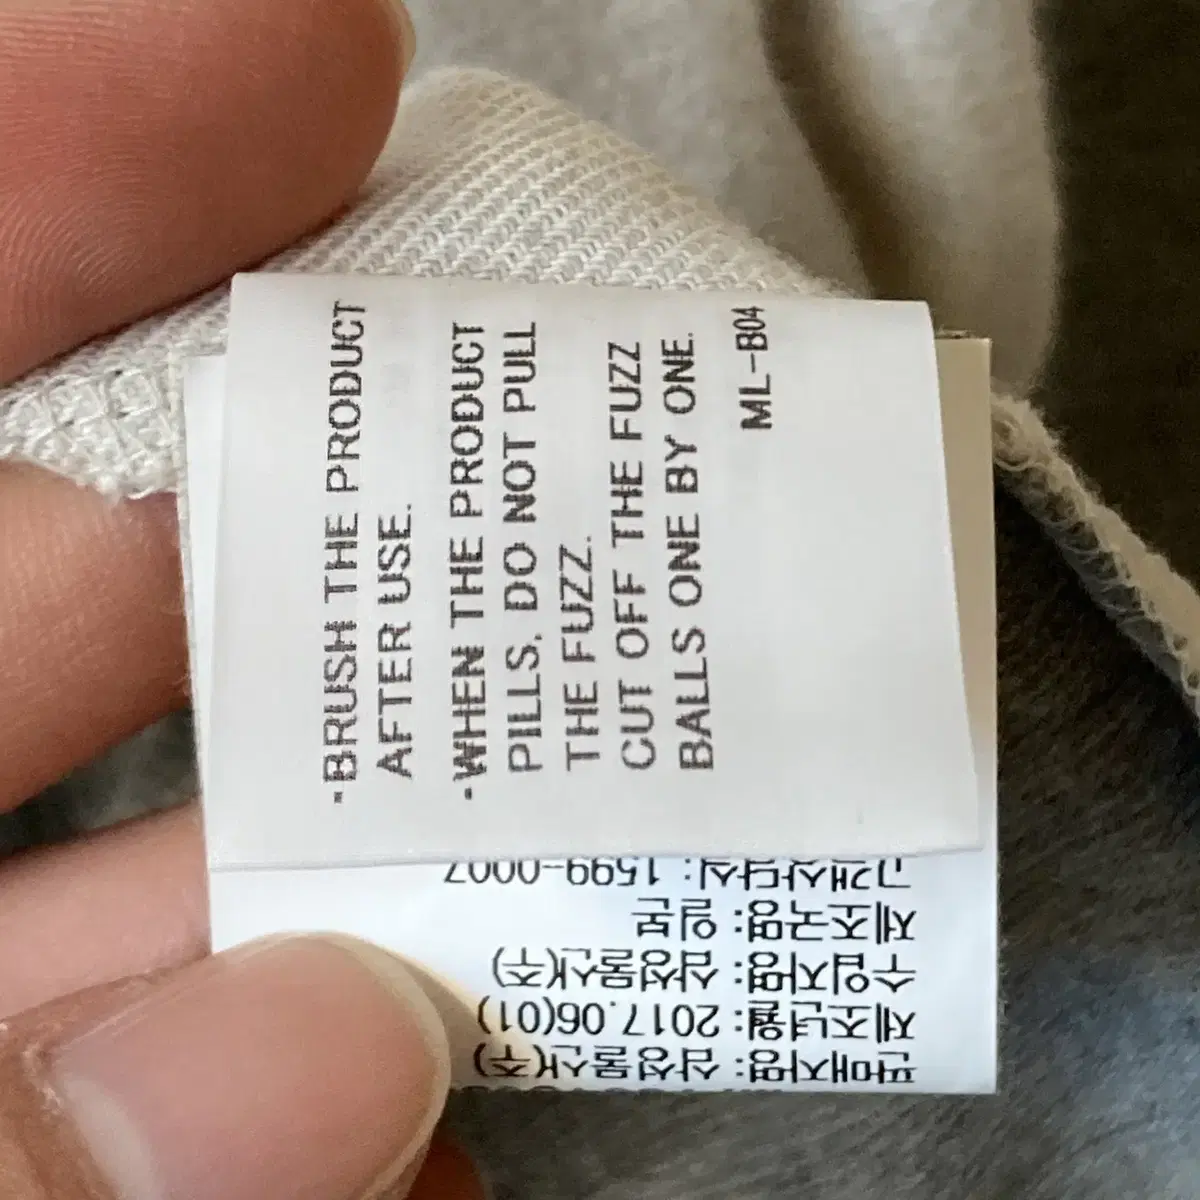 ·BRUSH THE PRODUCT
AFTER USE.
·WHEN THE PRODUCT
PILLS, DO NOT PULL
THE FUZZ.
CUT OFF THE FUZZ
BALLS ONE BY ONE.
ML-B04
판매자명: 삼성물산(주)
제조년월: 2017.06(01)
수입자명: 삼성물산(주)
제조국명: 일본
고객상담실: 1599-0007